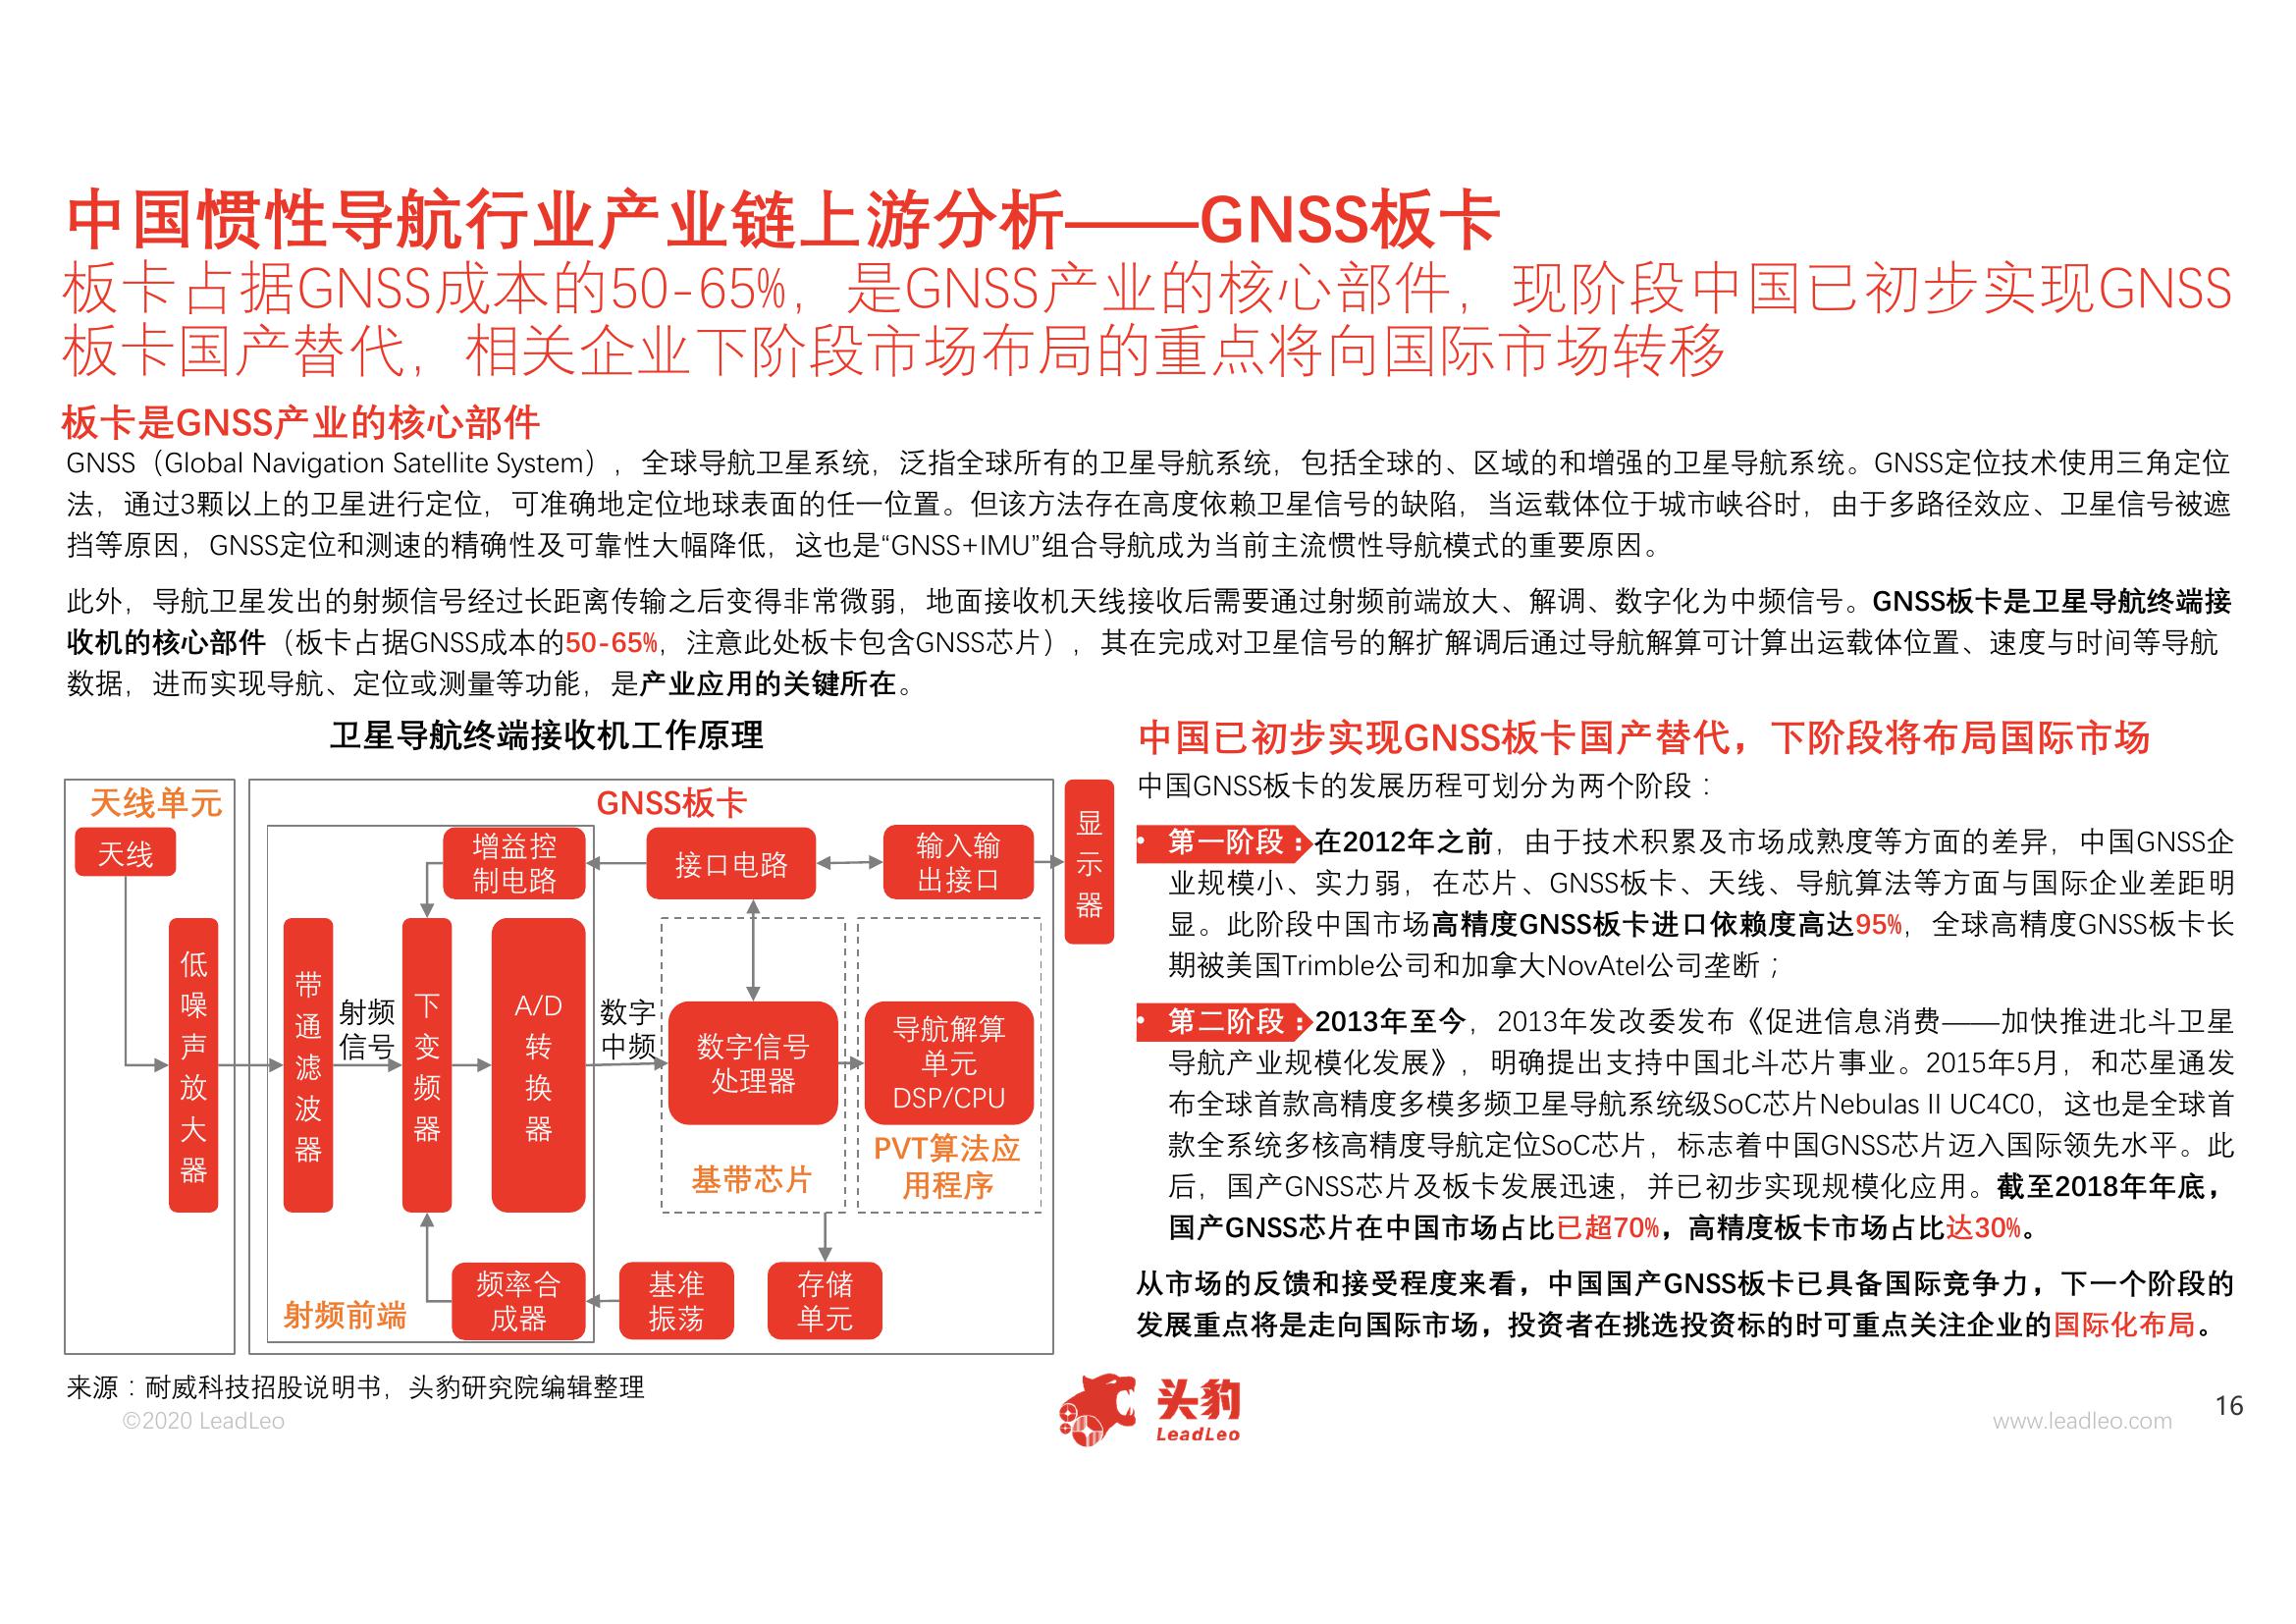 中国惯性导航行业产业链上游分析——GNSS板卡
板卡占据GNSS成本的50-65%，是GNSS产业的核心部件，现阶段中国已初步实现GNSS
板卡国产替代，相关企业下阶段市场布局的重点将向国际市场转移
板卡是GNSS产业的核心部件
GNSS（Global Navigation Satellite System），全球导航卫星系统，泛指全球所有的卫星导航系统，包括全球的、区域的和增强的卫星导航系统。GNSS定位技术使用三角定位
法，通过3颗以上的卫星进行定位，可准确地定位地球表面的任一位置。但该方法存在高度依赖卫星信号的缺陷，当运载体位于城市峡谷时，由于多路径效应、卫星信号被遮
挡等原因，GNSS定位和测速的精确性及可靠性大幅降低，这也是“GNSS+IMU”组合导航成为当前主流惯性导航模式的重要原因。
此外，导航卫星发出的射频信号经过长距离传输之后变得非常微弱，地面接收机天线接收后需要通过射频前端放大、解调、数字化为中频信号。GNSS板卡是卫星导航终端接
收机的核心部件（板卡占据GNSS成本的50-65%，注意此处板卡包含GNSS芯片），其在完成对卫星信号的解扩解调后通过导航解算可计算出运载体位置、速度与时间等导航
数据，进而实现导航、定位或测量等功能，是产业应用的关键所在。
卫星导航终端接收机工作原理
天线单元
天线
低噪声放大器
GNSS板卡
增益控
制电路
接口电路
输入输
出接口
显示器
带通滤波器
射频
信号
下变频器
A/D
转换器
数字
中频
数字信号
处理器
导航解算
单元
DSP/CPU
基带芯片
PVT算法应
用程序
射频前端
频率合
成器
基准
振荡
存储
单元
来源：耐威科技招股说明书，头豹研究院编辑整理
中国已初步实现GNSS板卡国产替代，下阶段将布局国际市场
中国GNSS板卡的发展历程可划分为两个阶段：
• 第一阶段：在2012年之前，由于技术积累及市场成熟度等方面的差异，中国GNSS企
业规模小、实力弱，在芯片、GNSS板卡、天线、导航算法等方面与国际企业差距明
显。此阶段中国市场高精度GNSS板卡进口依赖度高达95%，全球高精度GNSS板卡长
期被美国Trimble公司和加拿大NovAtel公司垄断；
• 第二阶段：2013年至今，2013年发改委发布《促进信息消费——加快推进北斗卫星
导航产业规模化发展》，明确提出支持中国北斗芯片事业。2015年5月，和芯星通发
布全球首款高精度多模多频卫星导航系统级SoC芯片Nebulas II UC4C0，这也是全球首
款全系统多核高精度导航定位SoC芯片，标志着中国GNSS芯片迈入国际领先水平。此
后，国产GNSS芯片及板卡发展迅速，并已初步实现规模化应用。截至2018年年底，
国产GNSS芯片在中国市场占比已超70%，高精度板卡市场占比达30%。
从市场的反馈和接受程度来看，中国国产GNSS板卡已具备国际竞争力，下一个阶段的
发展重点将是走向国际市场，投资者在挑选投资标的时可重点关注企业的国际化布局。
©2020 LeadLeo
头豹
LeadLeo
www.leadleo.com
16